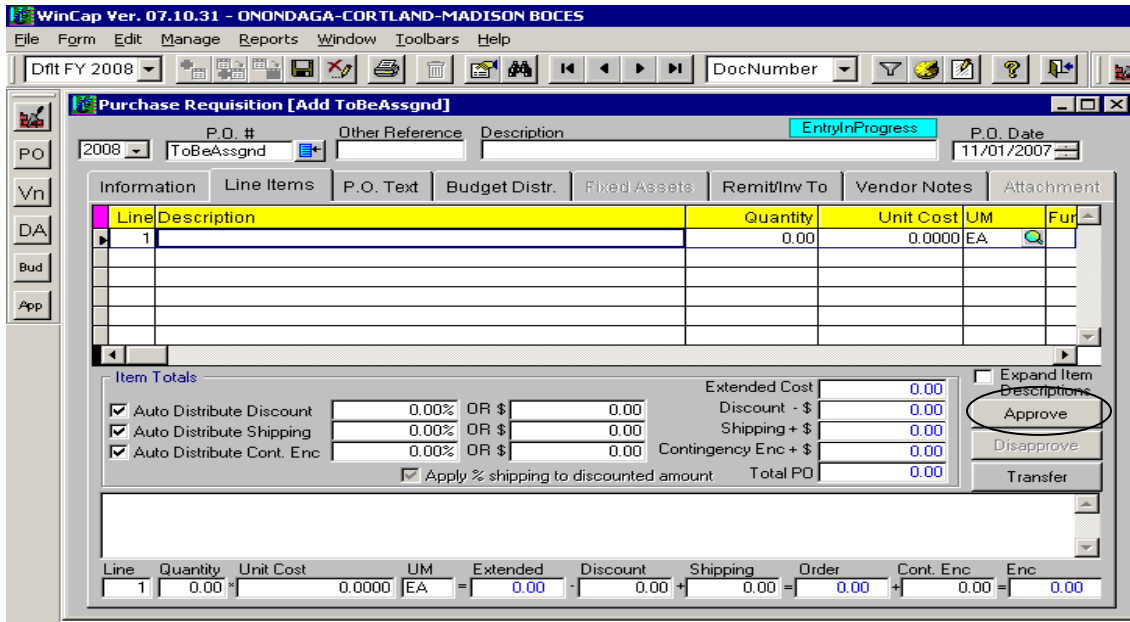 WinCap Ver. 07.10.31 - ONONDAGA-CORTLAND-MADISON BOCES
File Form Edit Manage Reports Window Toolbars Help
Dflt FY 2008 DocNumber
Purchase Requisition [Add ToBeAssgnd]
P.O. # Other Reference Description EntryInProgress P.O. Date
2008 ToBeAssgnd 11/01/2007
PO
Vn
DA
Bud
App
Information Line Items P.O. Text Budget Distr. Fixed Assets Remit/Inv To Vendor Notes Attachment
Line Description Quantity Unit Cost UM Fur
1 0.00 0.0000 EA
Item Totals
Expand Item Descriptions
Extended Cost 0.00
Auto Distribute Discount 0.00% OR $ 0.00 Discount - $ 0.00
Approve
Auto Distribute Shipping 0.00% OR $ 0.00 Shipping + $ 0.00
Auto Distribute Cont. Enc 0.00% OR $ 0.00 Contingency Enc + $ 0.00
Disapprove
Apply % shipping to discounted amount Total PO 0.00
Transfer
Line Quantity Unit Cost UM Extended Discount Shipping Order Cont. Enc Enc
1 0.00 * 0.0000 EA = 0.00 - 0.00 + 0.00 = 0.00 + 0.00 = 0.00